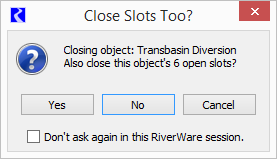 Close Slots Too?
Closing object: Transbasin Diversion
Also close this object's 6 open slots?
Yes
No
Cancel
Don't ask again in this RiverWare session.